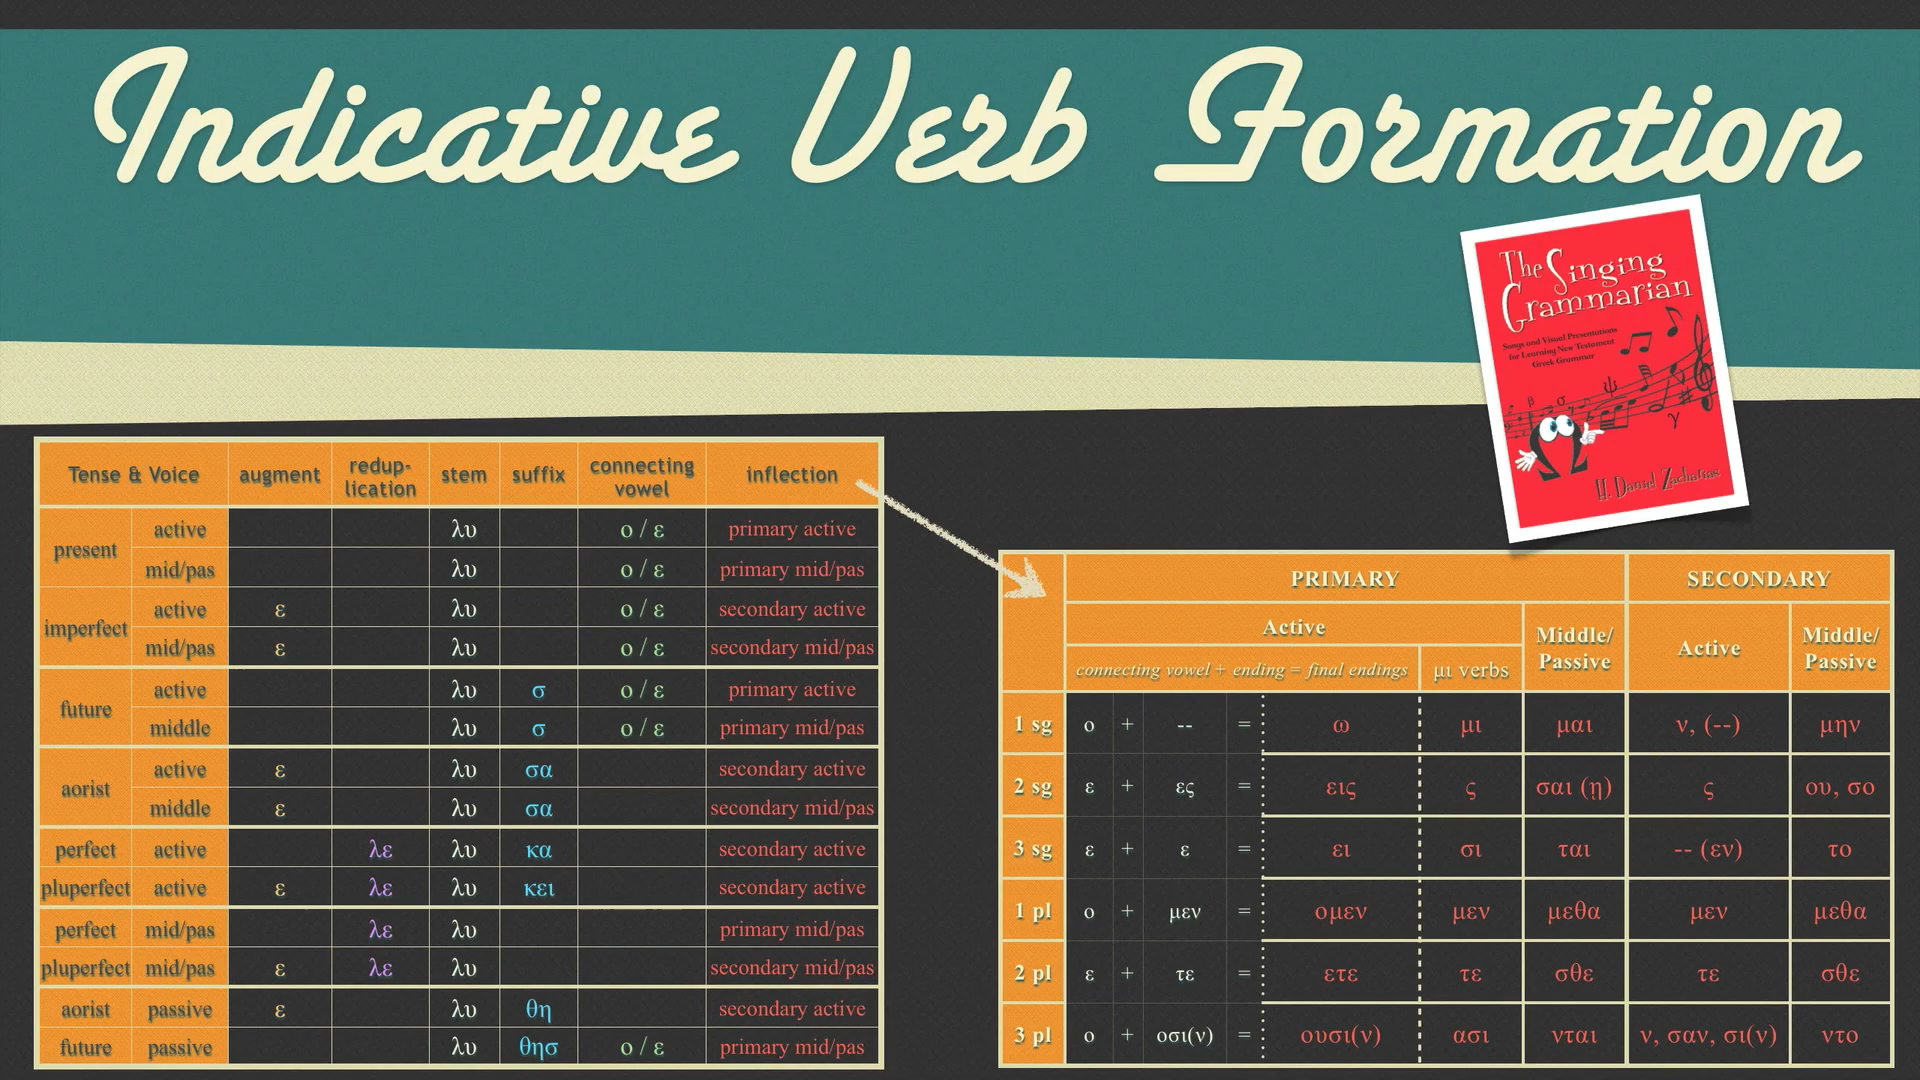 Indicative Verb Formation
The Singing
Grammarian
Songs and Visual Presentations
for Learning New Testament
Greek Grammar
β σ ψ γ
H. Daniel Zacharias
Tense & Voice augment redup-lication stem suffix connecting vowel inflection
present active λυ ο / ε primary active
mid/pas λυ ο / ε primary mid/pas
imperfect active ε λυ ο / ε secondary active
mid/pas ε λυ ο / ε secondary mid/pas
future active λυ σ ο / ε primary active
middle λυ σ ο / ε primary mid/pas
aorist active ε λυ σα secondary active
middle ε λυ σα secondary mid/pas
perfect active λε λυ κα secondary active
pluperfect active ε λε λυ κει secondary active
perfect mid/pas λε λυ primary mid/pas
pluperfect mid/pas ε λε λυ secondary mid/pas
aorist passive ε λυ θη secondary active
future passive λυ θησ ο / ε primary mid/pas
PRIMARY SECONDARY
Active Middle/Passive Active Middle/Passive
connecting vowel + ending = final endings μι verbs
1 sg ο + -- = ω μι μαι ν, (--) μην
2 sg ε + ες = εις ς σαι (ῃ) ς ου, σο
3 sg ε + ε = ει σι ται -- (εν) το
1 pl ο + μεν = ομεν μεν μεθα μεν μεθα
2 pl ε + τε = ετε τε σθε τε σθε
3 pl ο + οσι(ν) = ουσι(ν) ασι νται ν, σαν, σι(ν) ντο